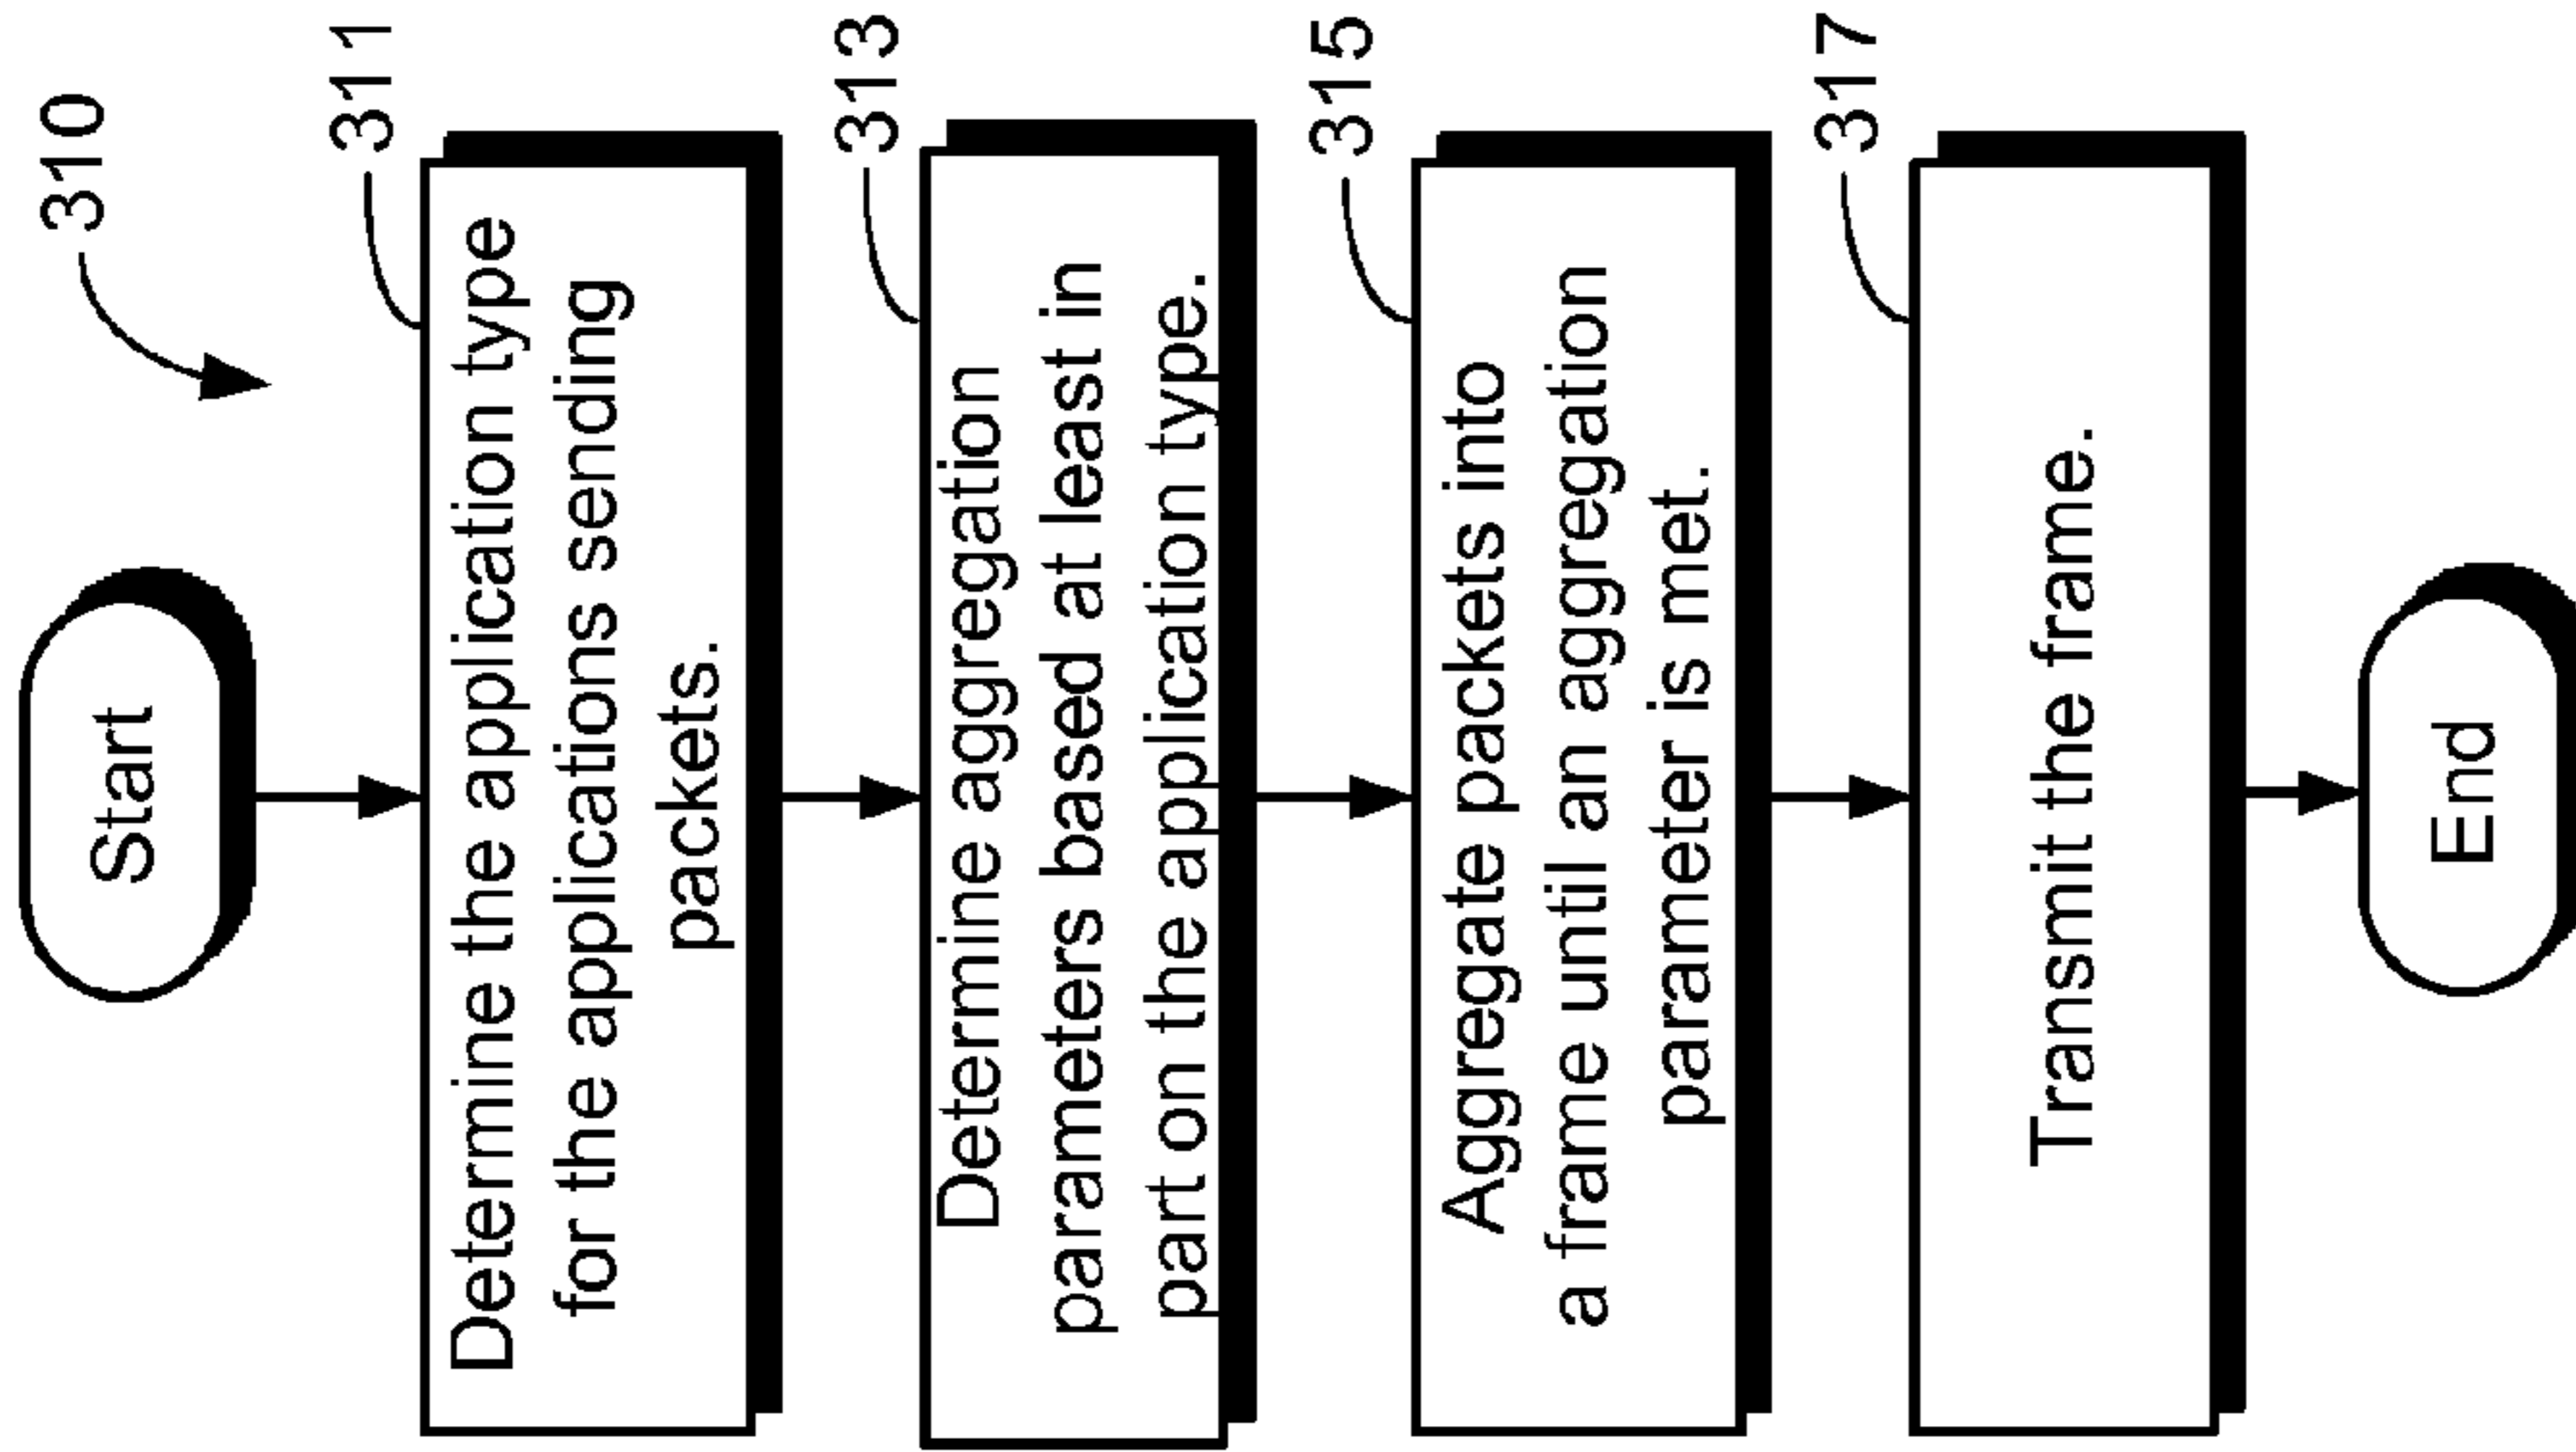 310
Start
311
Determine the application type
for the applications sending
packets.
313
Determine aggregation
parameters based at least in
part on the application type.
315
Aggregate packets into
a frame until an aggregation
parameter is met.
317
Transmit the frame.
End